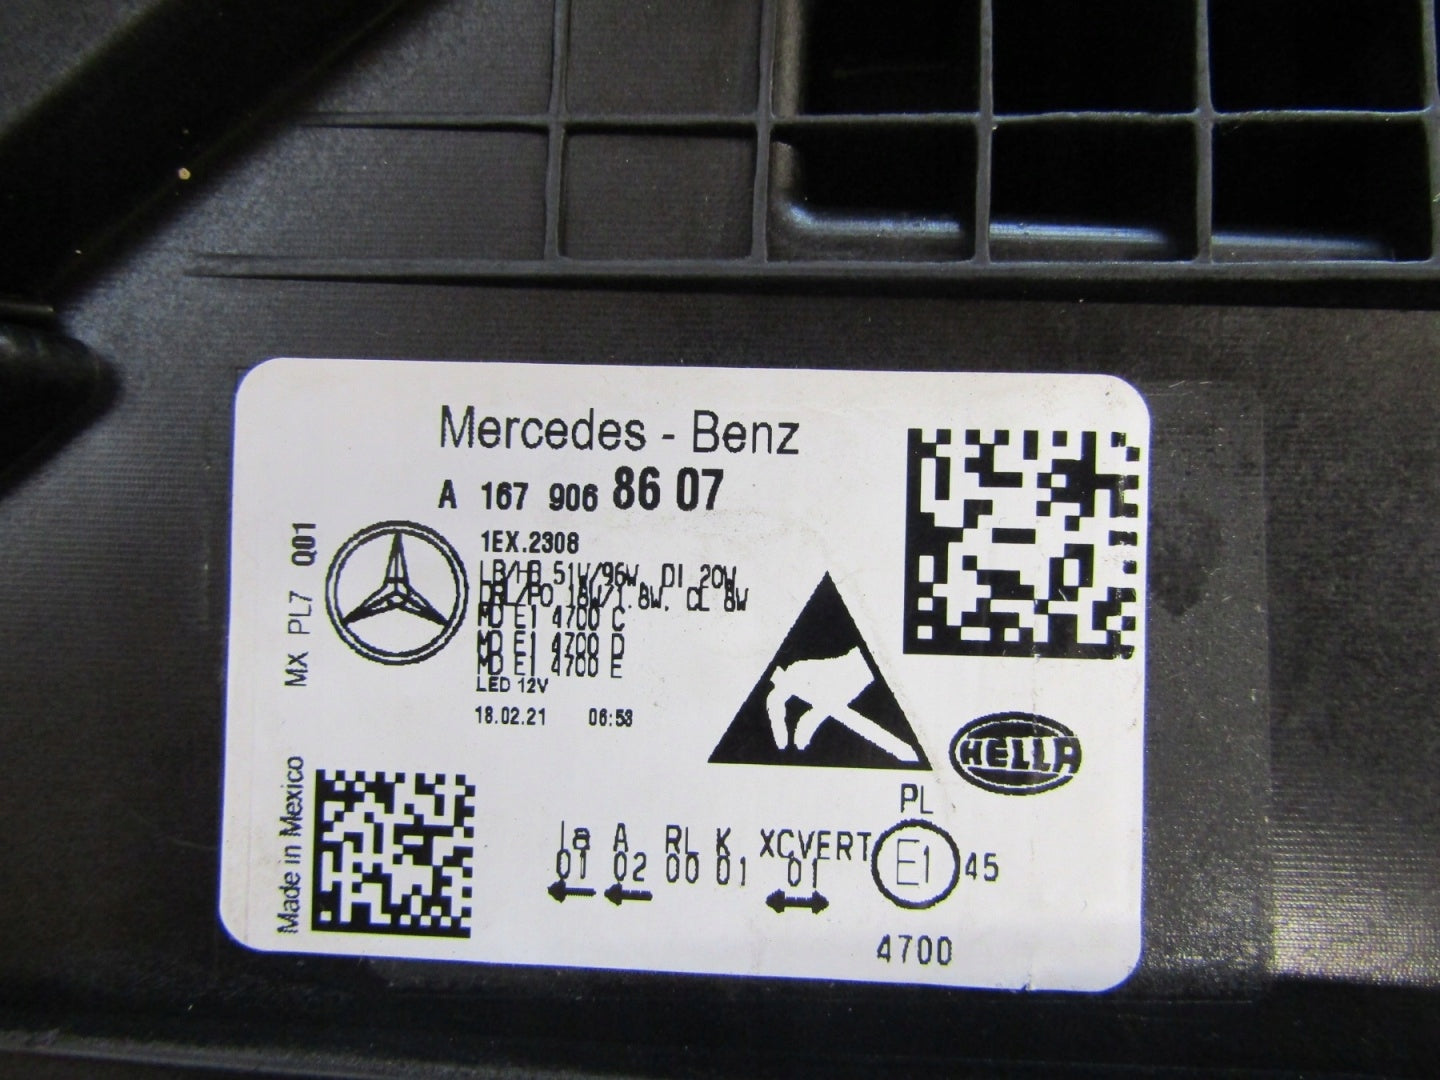 Mercedes - Benz
A 167 906 86 07
1EX.2308
LB/HB 51W/96W, DI 20W
DRL/PO 18W/1.8W, CL 8W
MD E1 4700 C
MD E1 4700 D
MD E1 4700 E
LED 12V
18.02.21 06:53
MX PL7 Q01
Made in Mexico
HELLA
PL
Ia A RL K XCVERT E1 45
01 02 00 01 01
4700